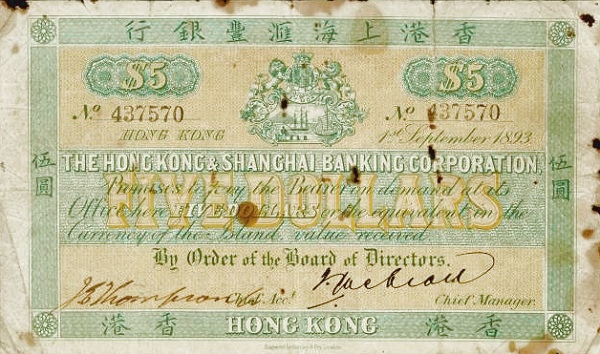 行銀豐滙海上港香
$5 $5
No 437570 No 437570
HONG KONG 1st September 1893.
伍圓 伍圓
THE HONGKONG & SHANGHAI BANKING CORPORATION,
Promises to pay the Bearer on demand at its
Office here FIVE DOLLARS or the equivalent in the
Currency of the Island value received.
FIVE DOLLARS
By Order of the Board of Directors.
Acct. Chief Manager.
港香 港香
HONG KONG